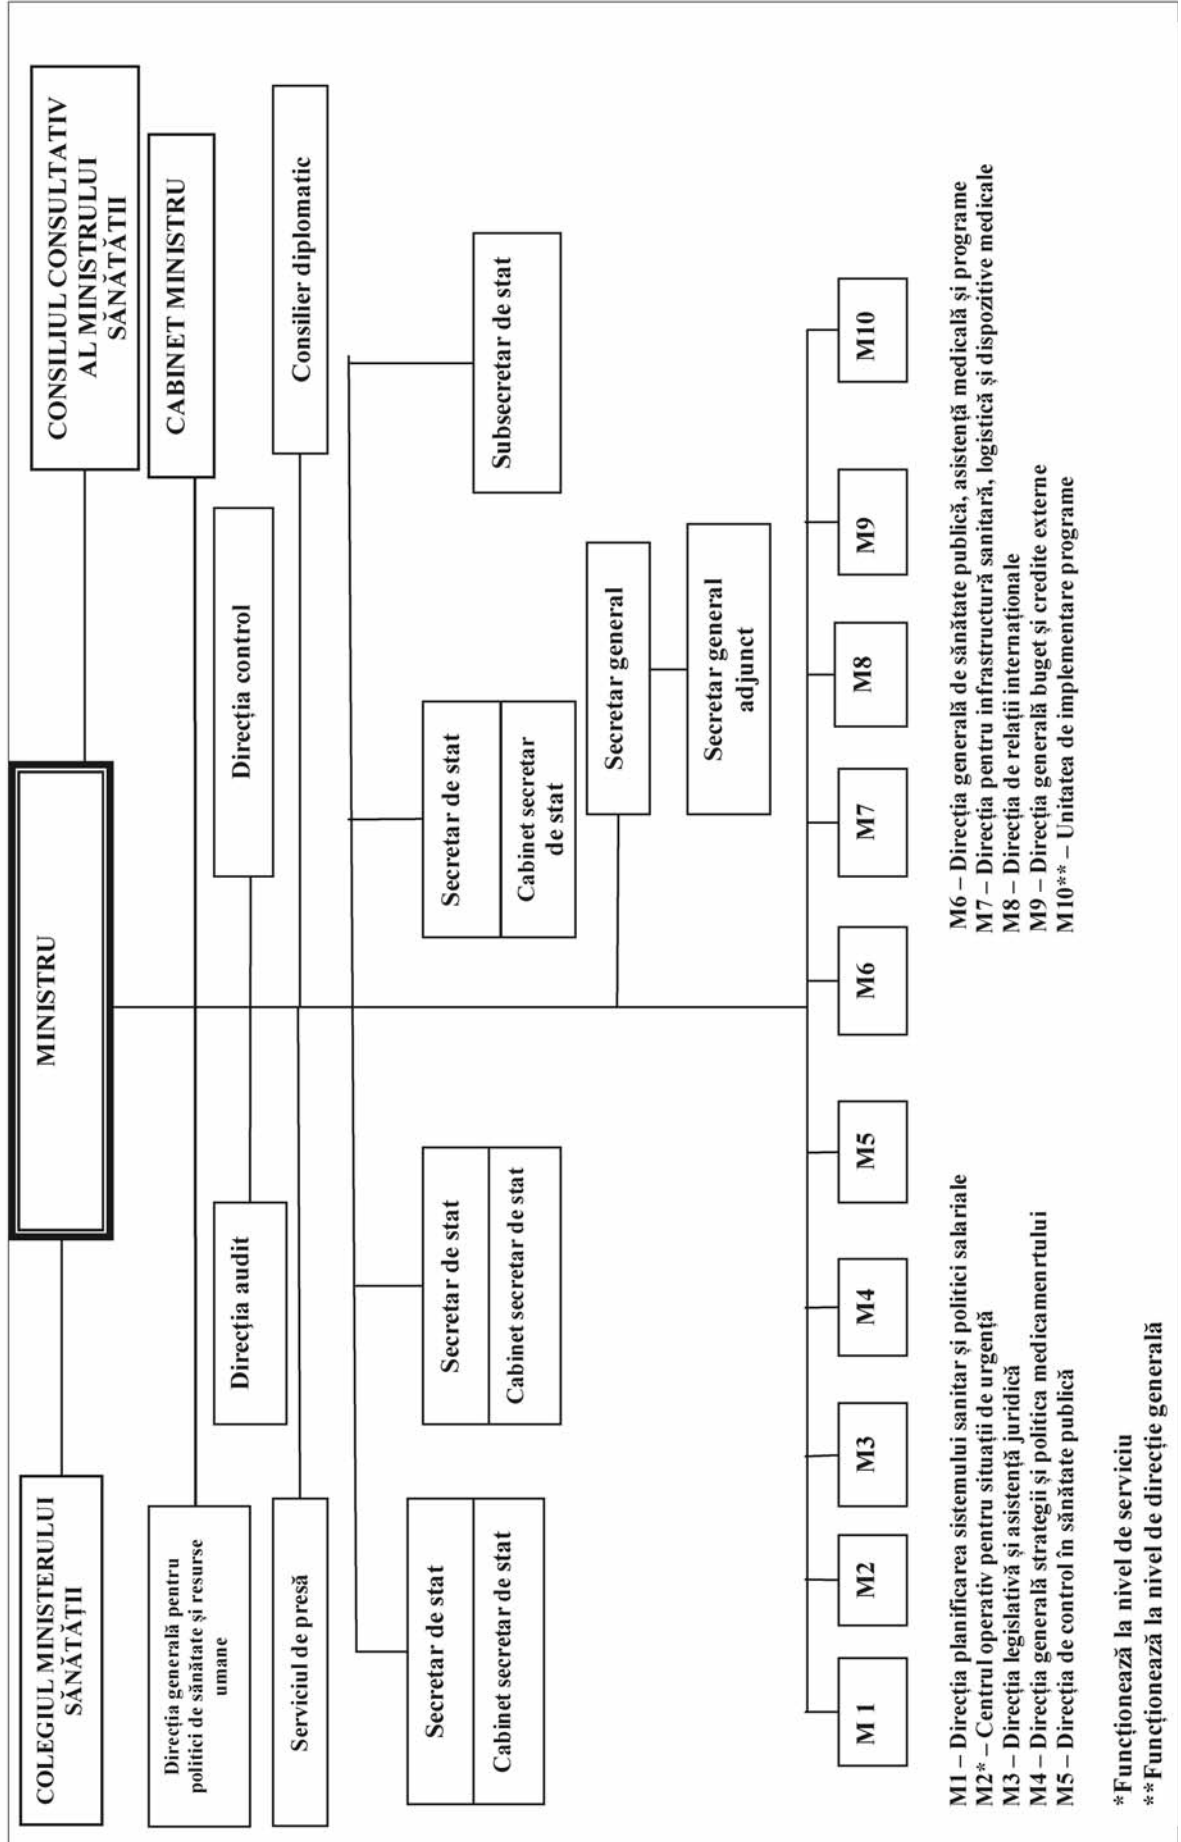 MINISTRU
COLEGIUL MINISTERULUI
SĂNĂTĂȚII
CONSILIUL CONSULTATIV
AL MINISTRULUI
SĂNĂTĂȚII
Direcția generală pentru
politici de sănătate și resurse
umane
CABINET MINISTRU
Direcția audit
Direcția control
Serviciul de presă
Consilier diplomatic
Secretar de stat
Cabinet secretar de stat
Secretar de stat
Cabinet secretar de stat
Secretar de stat
Cabinet secretar
de stat
Subsecretar de stat
Secretar general
Secretar general
adjunct
M 1
M2
M3
M4
M5
M6
M7
M8
M9
M10
M1 – Direcția planificarea sistemului sanitar și politici salariale
M2* – Centrul operativ pentru situații de urgență
M3 – Direcția legislativă și asistență juridică
M4 – Direcția generală strategii și politica medicamenrtului
M5 – Direcția de control în sănătate publică
M6 – Direcția generală de sănătate publică, asistență medicală și programe
M7 – Direcția pentru infrastructură sanitară, logistică și dispozitive medicale
M8 – Direcția de relații internaționale
M9 – Direcția generală buget și credite externe
M10** – Unitatea de implementare programe
*Funcționează la nivel de serviciu
**Funcționează la nivel de direcție generală